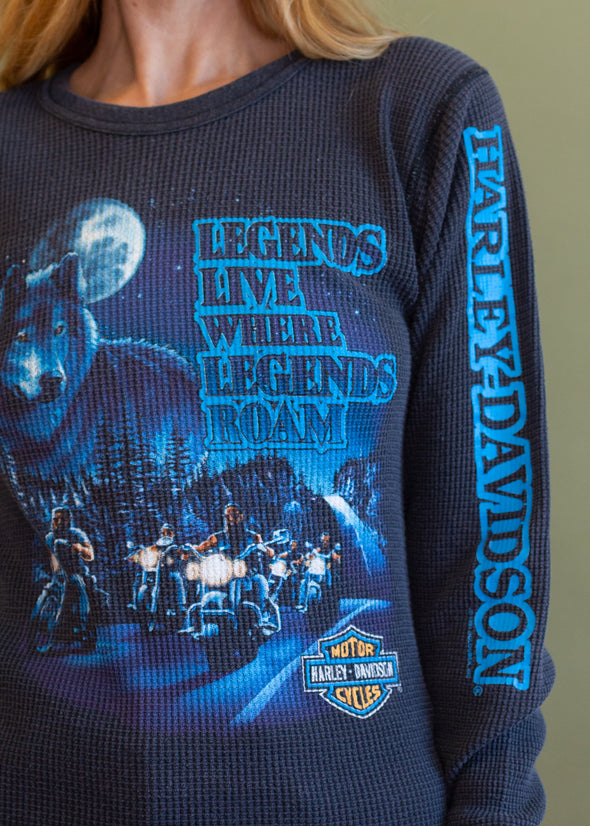 LEGENDS
LIVE
WHERE
LEGENDS
ROAM
MOTOR
HARLEY-DAVIDSON
CYCLES
HARLEY-DAVIDSON®